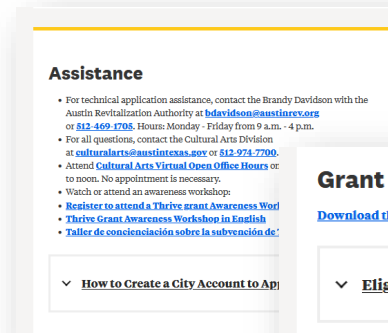 Assistance
• For technical application assistance, contact the Brandy Davidson with the
Austin Revitalization Authority at bdavidson@austinrev.org
or 512-469-1705. Hours: Monday - Friday from 9 a.m. - 4 p.m.
• For all questions, contact the Cultural Arts Division
at culturalarts@austintexas.gov or 512-974-7700.
• Attend Cultural Arts Virtual Open Office Hours
to noon. No appointment is necessary.
• Watch or attend an awareness workshop:
• Register to attend a Thrive grant Awareness
• Thrive Grant Awareness Workshop in English
• Taller de concienciación sobre la subvención de
How to Create a City Account to
Grant
Download